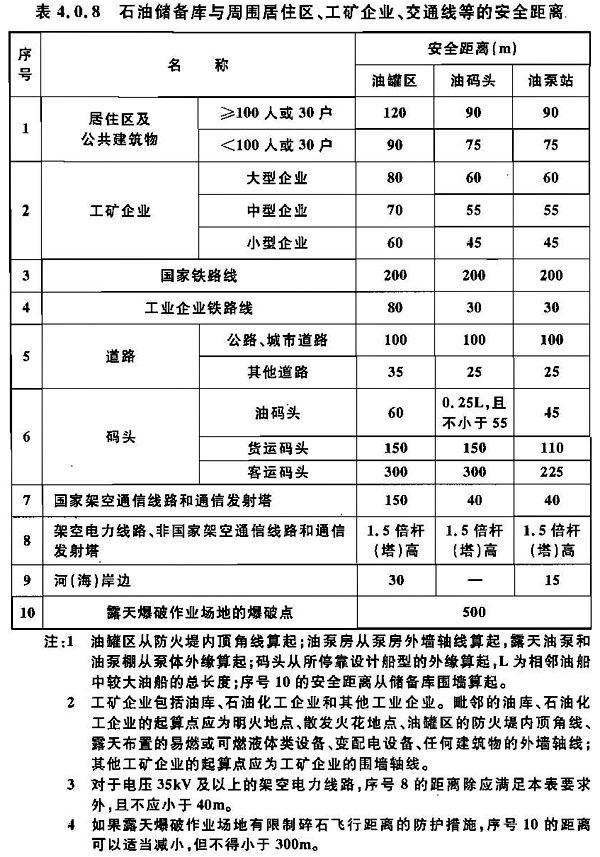 表 4.0.8 石油储备库与周围居住区、工矿企业、交通线等的安全距离
序号 名 称 安全距离(m)
油罐区 油码头 油泵站
1 居住区及公共建筑物 ≥100 人或 30 户 120 90 90
<100 人或 30 户 90 75 75
2 工矿企业 大型企业 80 60 60
中型企业 70 55 55
小型企业 60 45 45
3 国家铁路线 200 200 200
4 工业企业铁路线 80 30 30
5 道路 公路、城市道路 100 100 100
其他道路 35 25 25
6 码头 油码头 60 0.25L,且不小于 55 45
货运码头 150 150 110
客运码头 300 300 225
7 国家架空通信线路和通信发射塔 150 40 40
8 架空电力线路、非国家架空通信线路和通信发射塔 1.5 倍杆(塔)高 1.5 倍杆(塔)高 1.5 倍杆(塔)高
9 河(海)岸边 30 — 15
10 露天爆破作业场地的爆破点 500
注:1 油罐区从防火堤内顶角线算起;油泵房从泵房外墙轴线算起,露天油泵和
油泵棚从泵体外缘算起;码头从所停靠设计船型的外缘算起,L 为相邻油船
中较大油船的总长度;序号 10 的安全距离从储备库围墙算起。
2 工矿企业包括油库、石油化工企业和其他工业企业。毗邻的油库、石油化
工企业的起算点应为明火地点、散发火花地点、油罐区的防火堤内顶角线、
露天布置的易燃或可燃液体类设备、变配电设备、任何建筑物的外墙轴线;
其他工矿企业的起算点应为工矿企业的围墙轴线。
3 对于电压 35kV 及以上的架空电力线路,序号 8 的距离除应满足本表要求
外,且不应小于 40m。
4 如果露天爆破作业场地有限制碎石飞行距离的防护措施,序号 10 的距离
可以适当减小,但不得小于 300m。